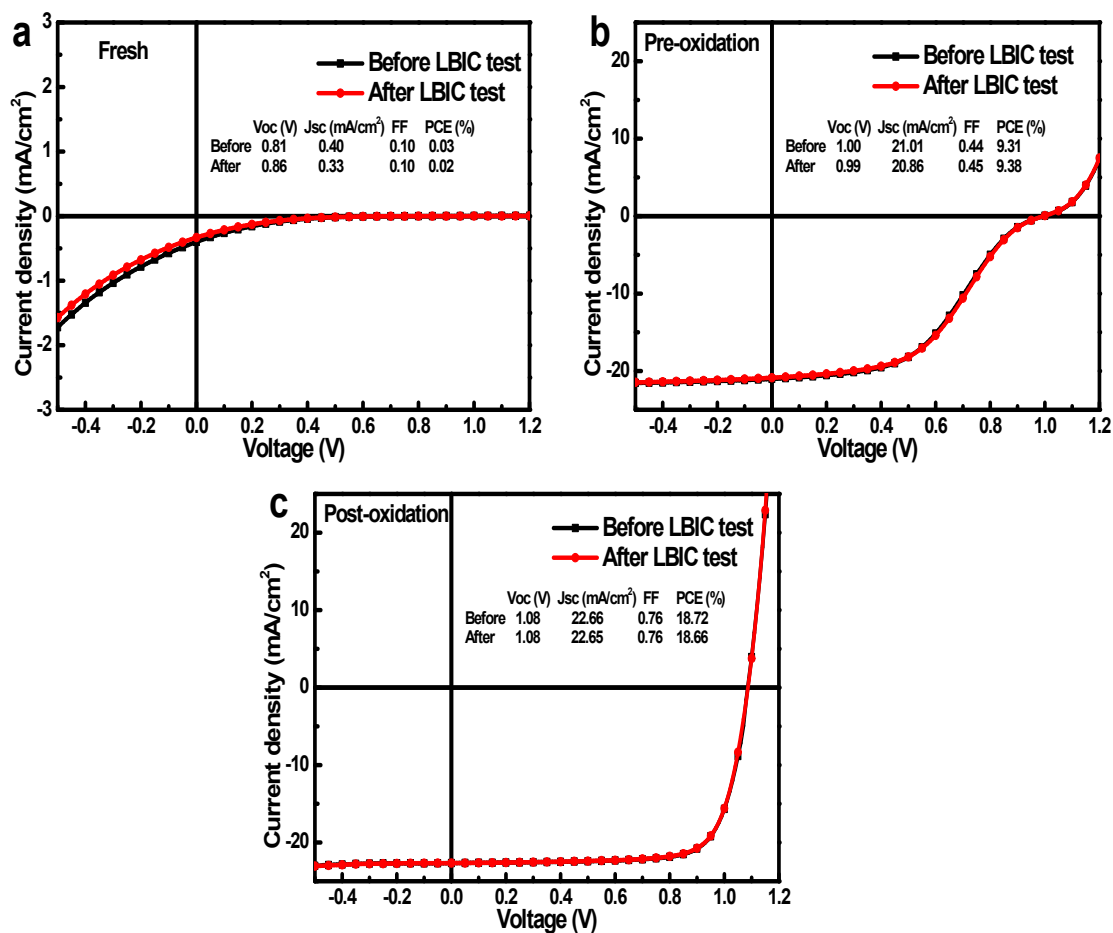 a
Fresh
Before LBIC test
After LBIC test
Voc (V) Jsc (mA/cm²) FF PCE (%)
Before 0.81 0.40 0.10 0.03
After 0.86 0.33 0.10 0.02
3
2
1
0
-1
-2
-3
Current density (mA/cm²)
-0.4 -0.2 0.0 0.2 0.4 0.6 0.8 1.0 1.2
Voltage (V)
b
Pre-oxidation
Before LBIC test
After LBIC test
Voc (V) Jsc (mA/cm²) FF PCE (%)
Before 1.00 21.01 0.44 9.31
After 0.99 20.86 0.45 9.38
20
10
0
-10
-20
Current density (mA/cm²)
-0.4 -0.2 0.0 0.2 0.4 0.6 0.8 1.0 1.2
Voltage (V)
c
Post-oxidation
Before LBIC test
After LBIC test
Voc (V) Jsc (mA/cm²) FF PCE (%)
Before 1.08 22.66 0.76 18.72
After 1.08 22.65 0.76 18.66
20
10
0
-10
-20
Current density (mA/cm²)
-0.4 -0.2 0.0 0.2 0.4 0.6 0.8 1.0 1.2
Voltage (V)